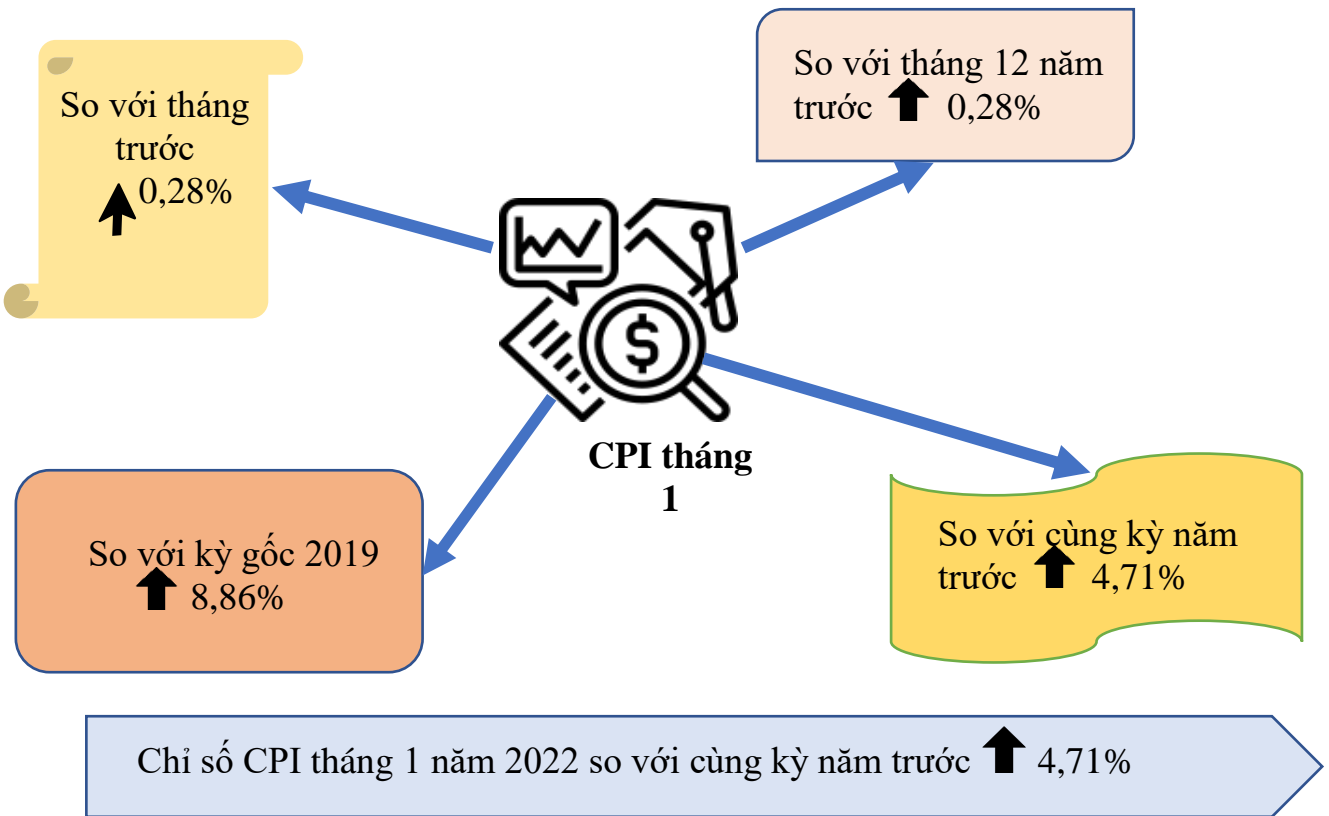 So với tháng
trước
0,28%
So với tháng 12 năm
trước 0,28%
CPI tháng
1
So với kỳ gốc 2019
8,86%
So với cùng kỳ năm
trước 4,71%
Chỉ số CPI tháng 1 năm 2022 so với cùng kỳ năm trước 4,71%